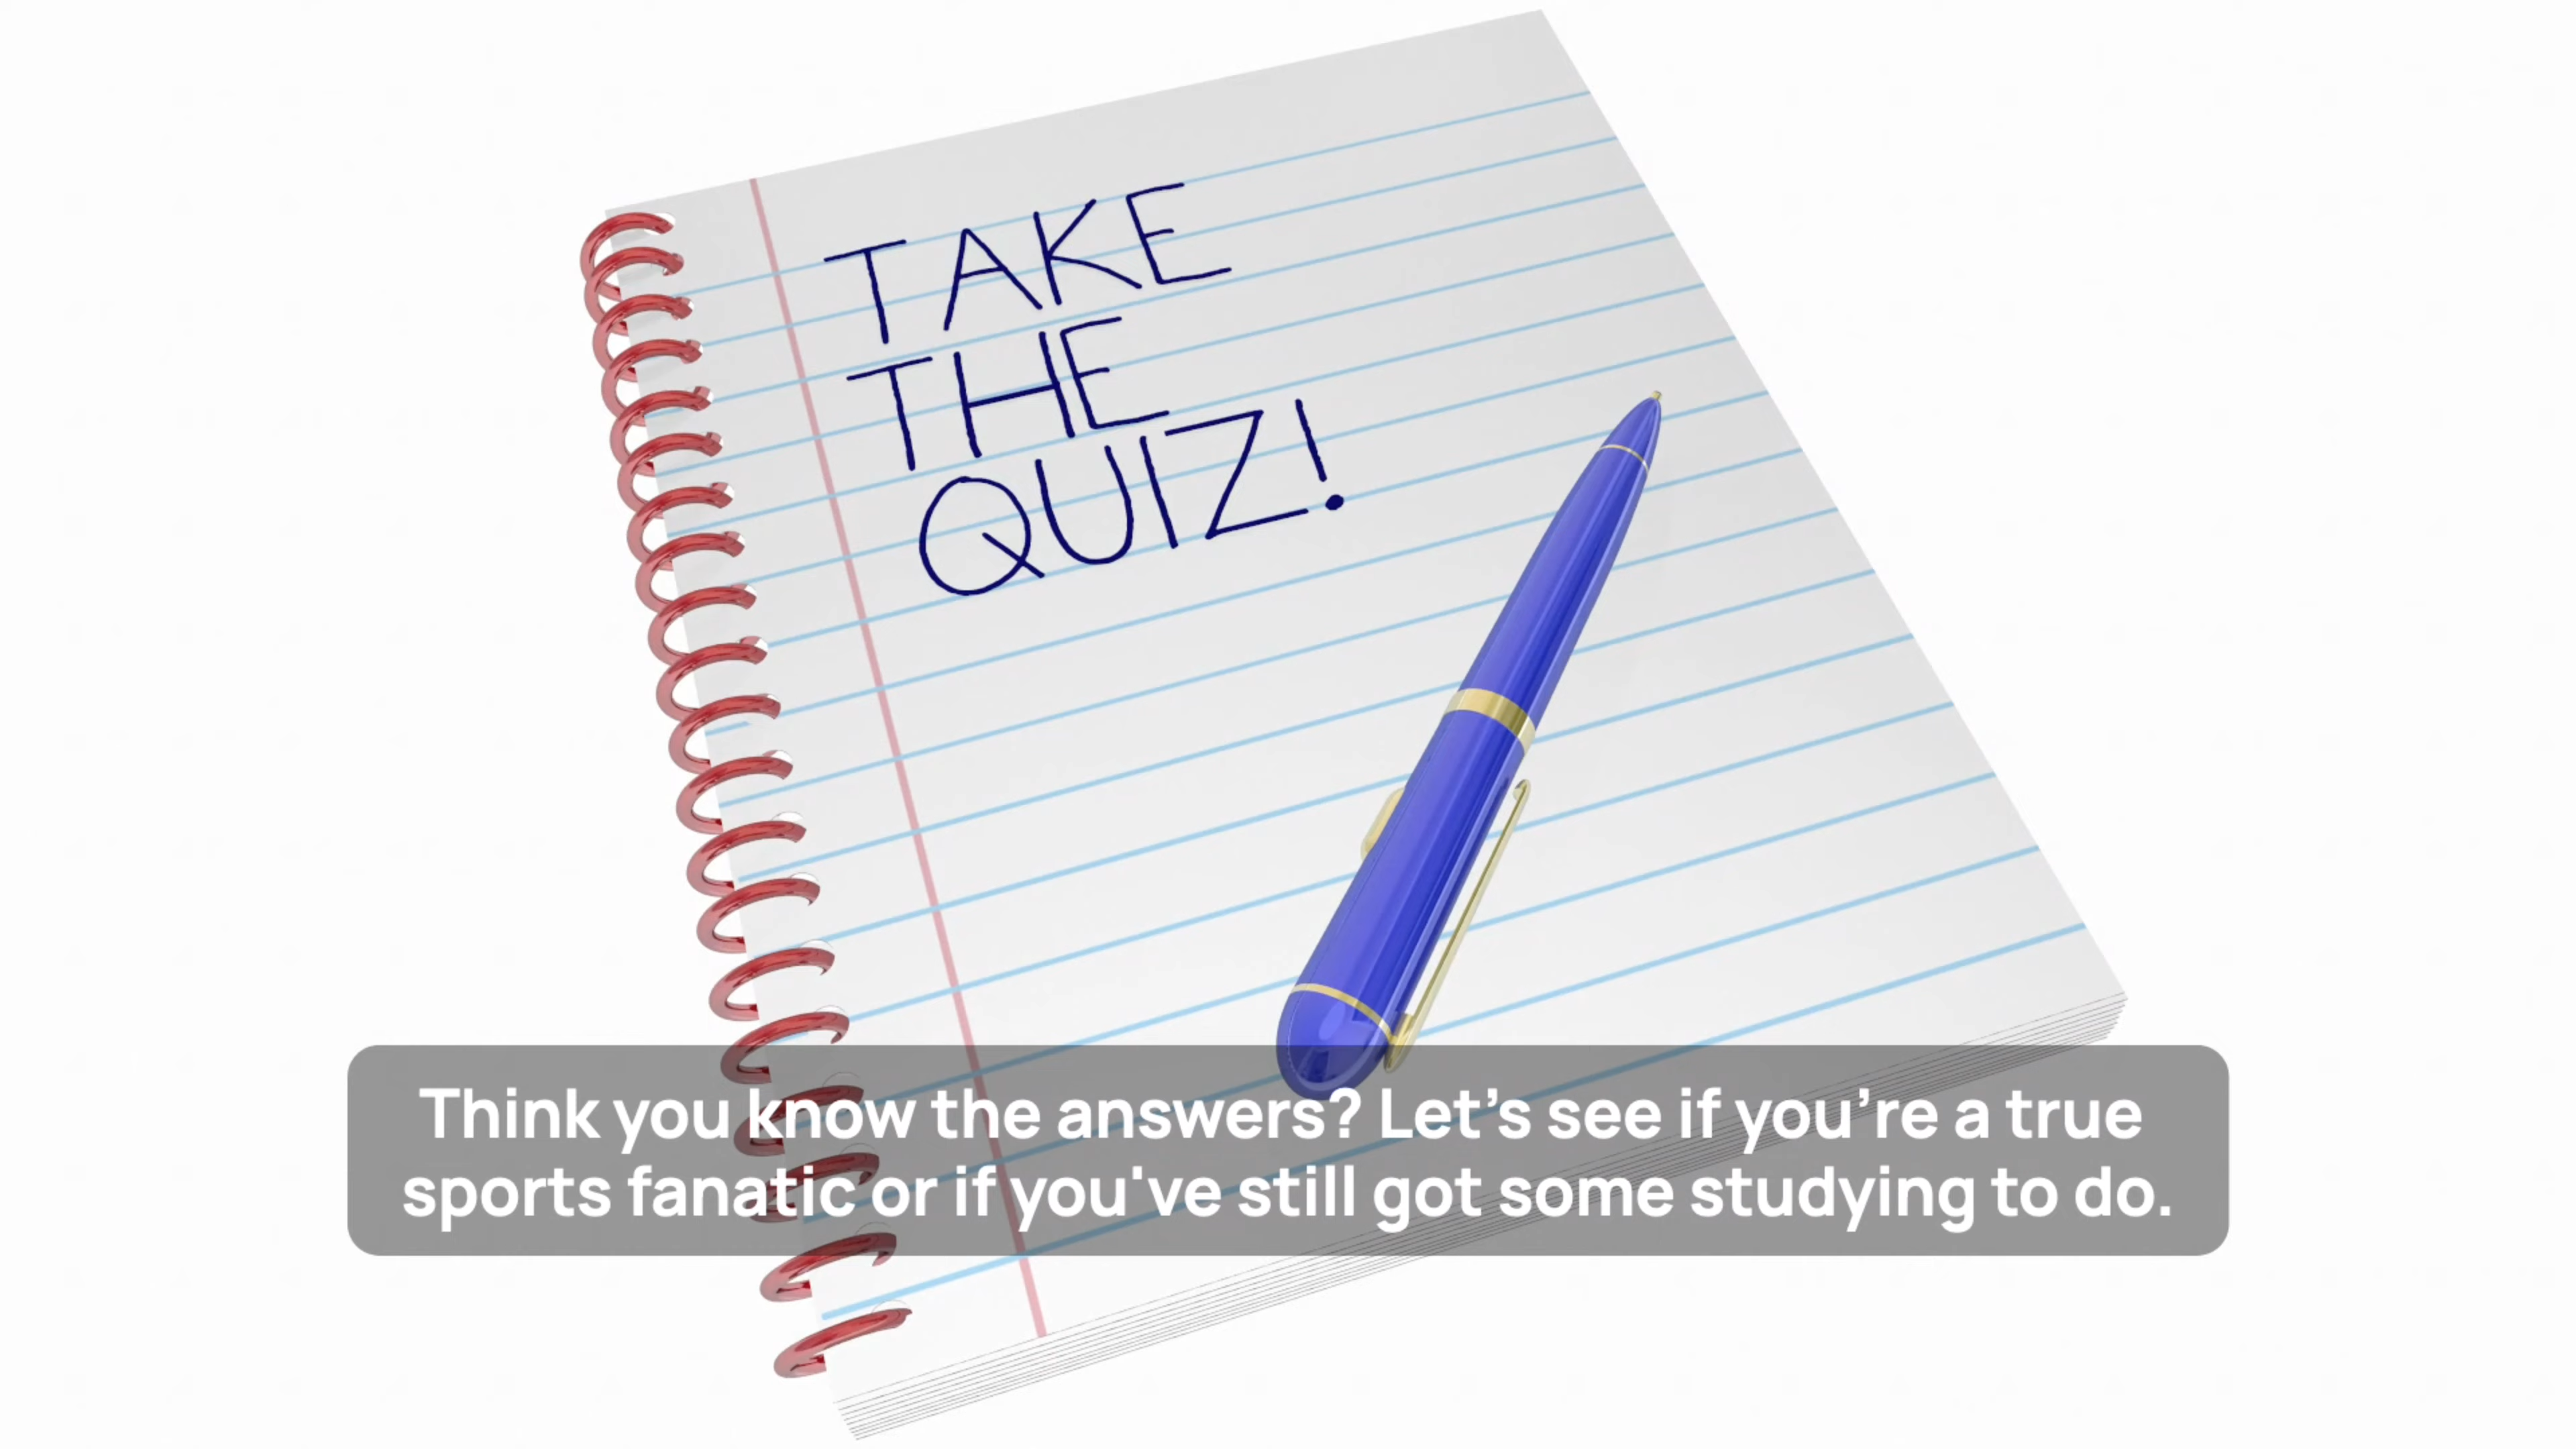 TAKE
THE
QUIZ!
Think you know the answers? Let’s see if you’re a true
sports fanatic or if you've still got some studying to do.